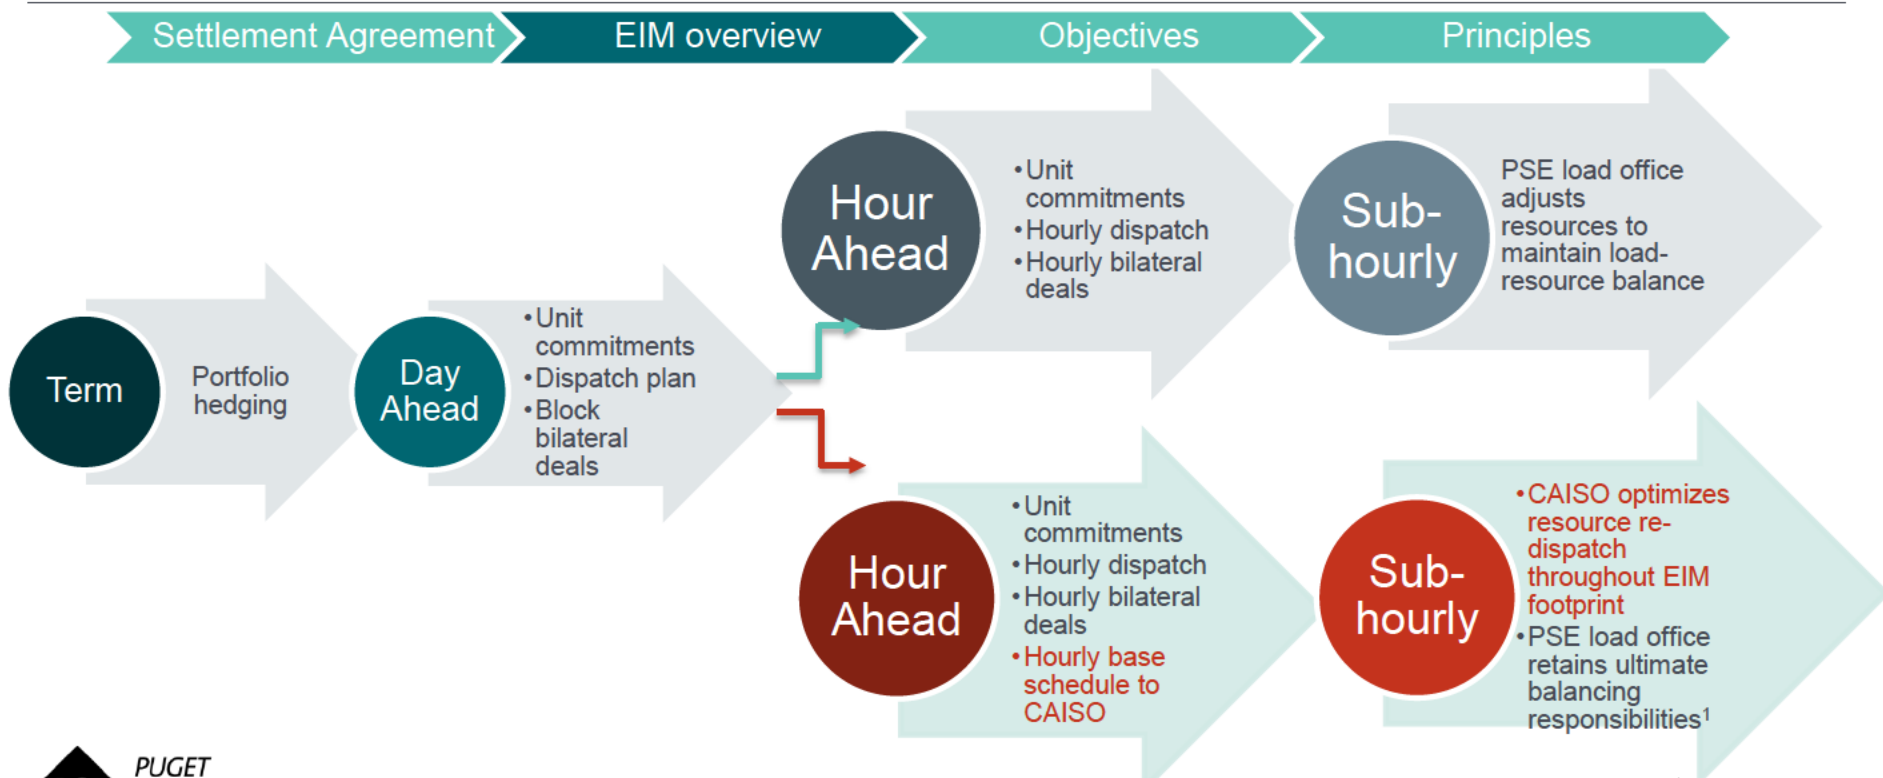 Settlement Agreement
EIM overview
Objectives
Principles
Term
Portfolio
hedging
Day
Ahead
•Unit
commitments
•Dispatch plan
•Block
bilateral
deals
Hour
Ahead
•Unit
commitments
•Hourly dispatch
•Hourly bilateral
deals
Sub-
hourly
PSE load office
adjusts
resources to
maintain load-
resource balance
Hour
Ahead
•Unit
commitments
•Hourly dispatch
•Hourly bilateral
deals
•Hourly base
schedule to
CAISO
Sub-
hourly
•CAISO optimizes
resource re-
dispatch
throughout EIM
footprint
•PSE load office
retains ultimate
balancing
responsibilities¹
PUGET